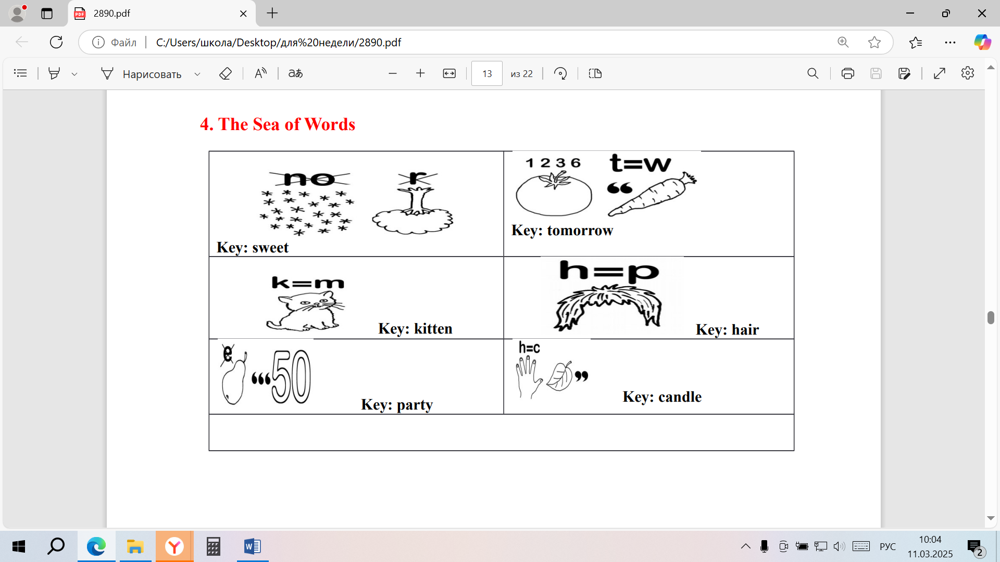 2890.pdf
Файл
C:/Users/школа/Desktop/для%20недели/2890.pdf
Нарисовать
13 из 22
4. The Sea of Words
no r
Key: sweet
1 2 3 6 t=w
“
Key: tomorrow
k=m
Key: kitten
h=p
Key: hair
e
‘‘‘50
Key: party
h=c
”
Key: candle
РУС
10:04
11.03.2025
2